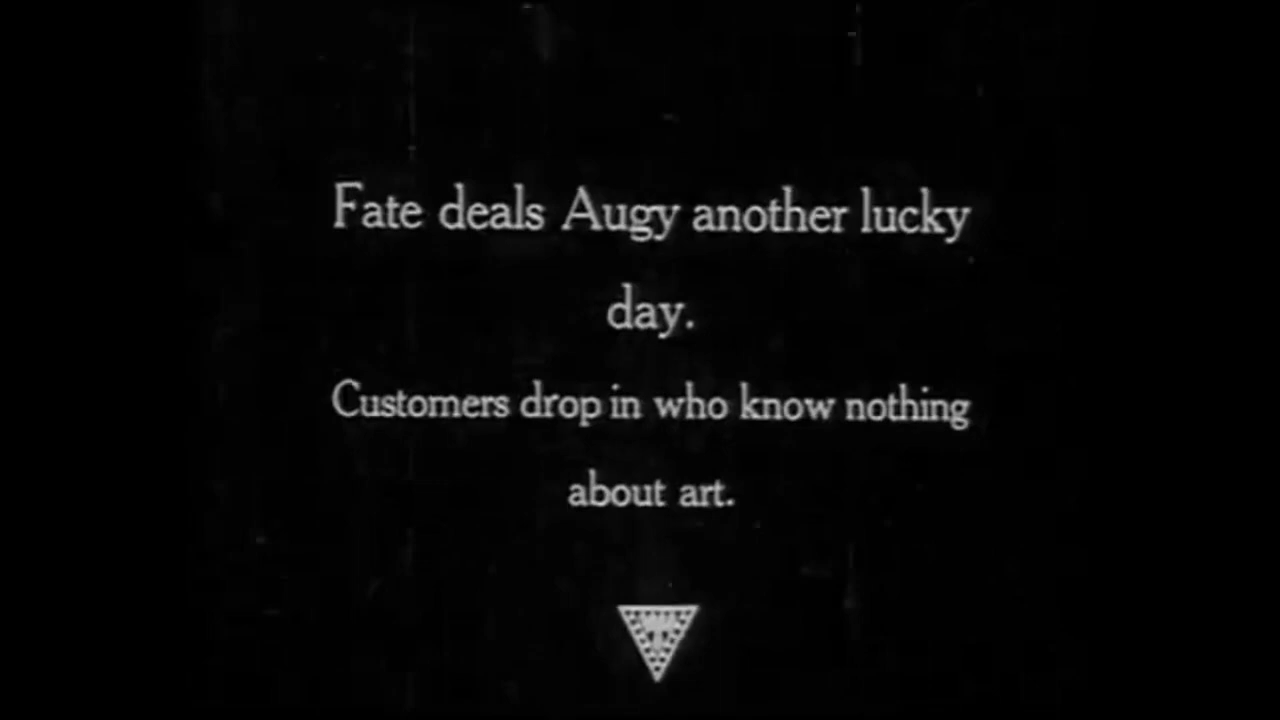 Fate deals Augy another lucky
day.
Customers drop in who know nothing
about art.